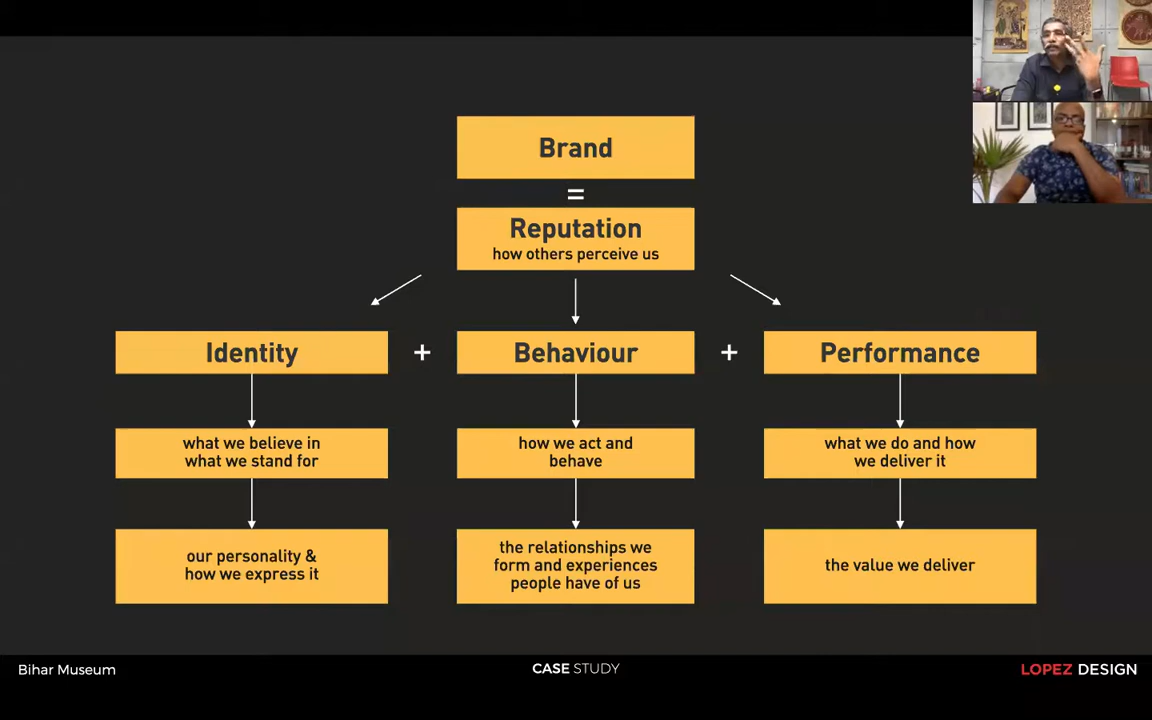 Brand
=
Reputation
how others perceive us
Identity + Behaviour + Performance
what we believe in
what we stand for
how we act and
behave
what we do and how
we deliver it
our personality &
how we express it
the relationships we
form and experiences
people have of us
the value we deliver
Bihar Museum
CASE STUDY
LOPEZ DESIGN